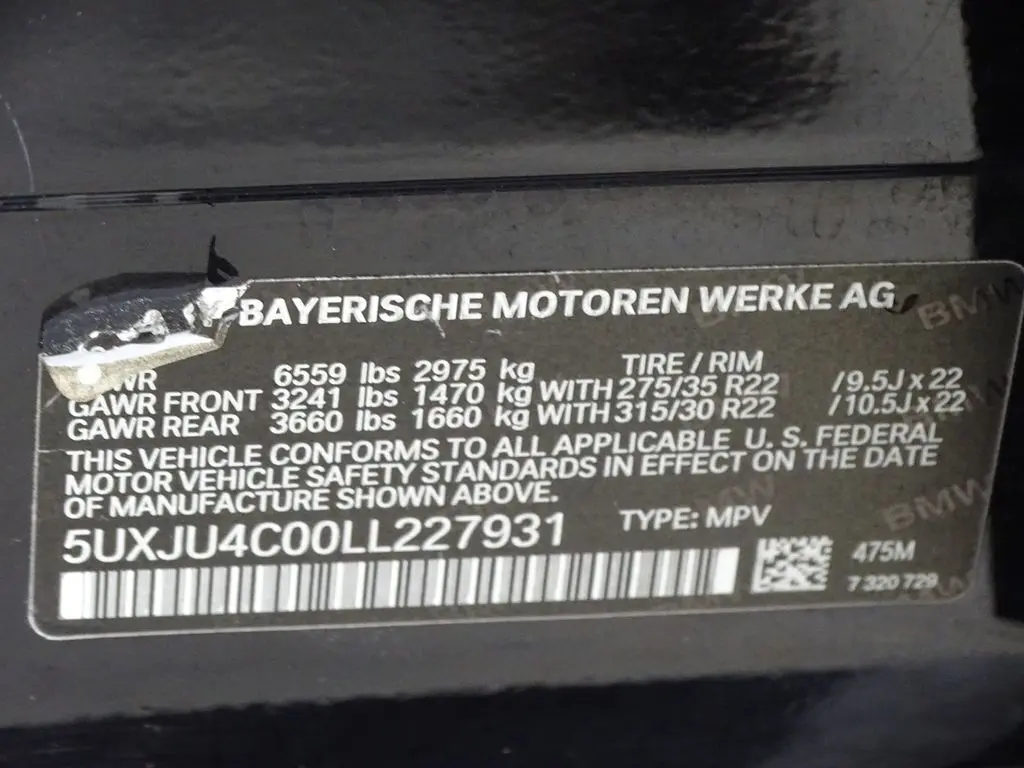 BAYERISCHE MOTOREN WERKE AG
6559 lbs 2975 kg TIRE / RIM
GAWR FRONT 3241 lbs 1470 kg WITH 275/35 R22 /9.5J x 22
GAWR REAR 3660 lbs 1660 kg WITH 315/30 R22 /10.5J x 22
THIS VEHICLE CONFORMS TO ALL APPLICABLE U. S. FEDERAL
MOTOR VEHICLE SAFETY STANDARDS IN EFFECT ON THE DATE
OF MANUFACTURE SHOWN ABOVE.
5UXJU4C00LL227931 TYPE: MPV
475M
7 320 729
BMW
BMW